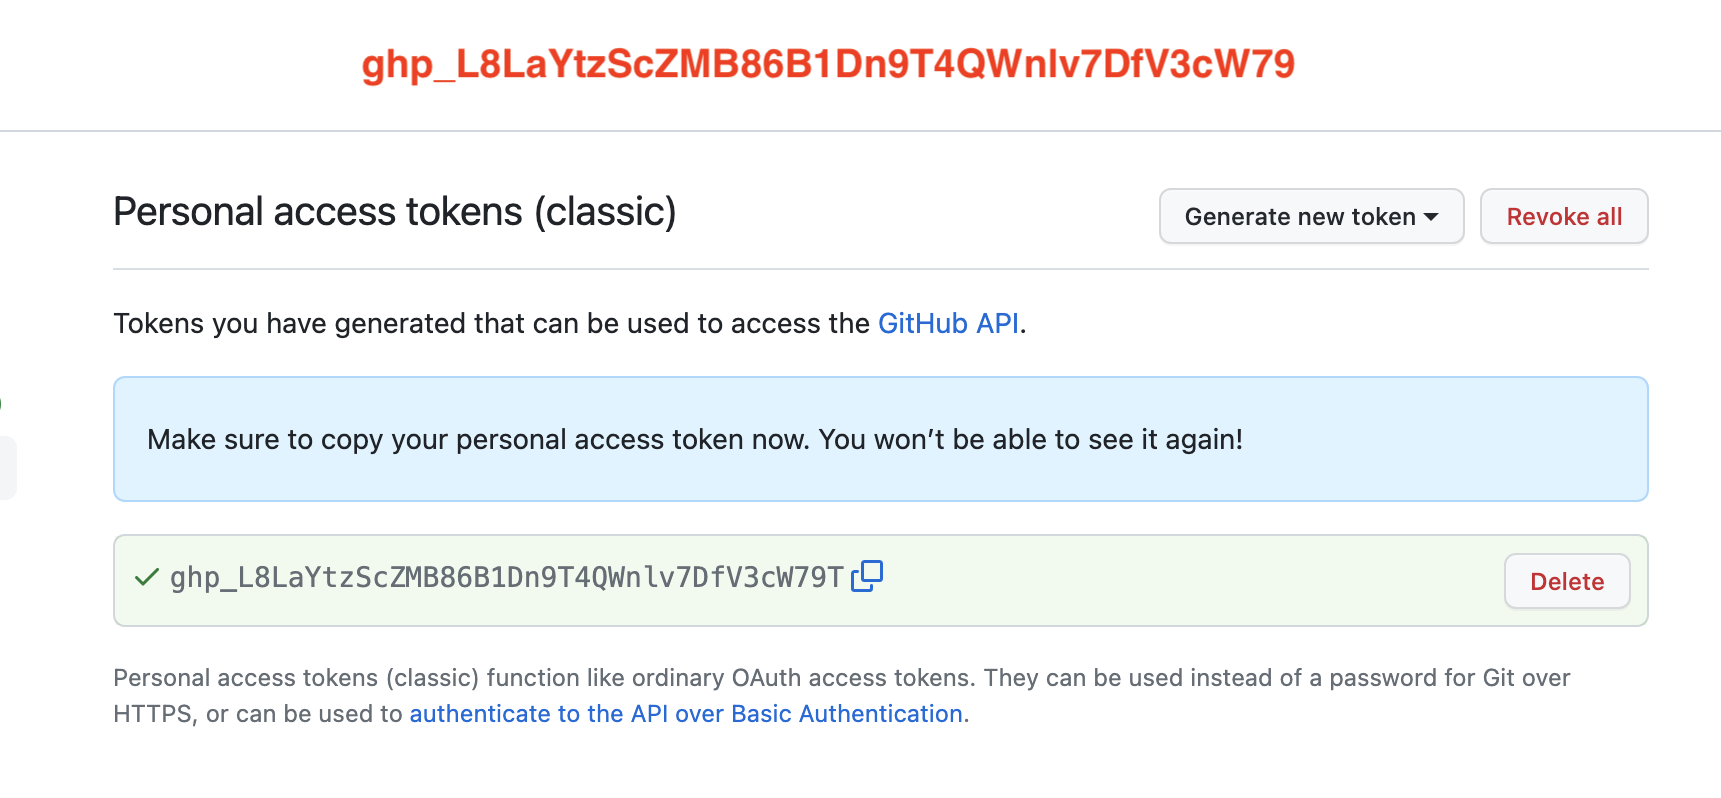 ghp_L8LaYtzScZMB86B1Dn9T4QWnlv7DfV3cW79
Personal access tokens (classic)
Generate new token
Revoke all
Tokens you have generated that can be used to access the GitHub API.
Make sure to copy your personal access token now. You won’t be able to see it again!
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
Delete
Personal access tokens (classic) function like ordinary OAuth access tokens. They can be used instead of a password for Git over
HTTPS, or can be used to authenticate to the API over Basic Authentication.